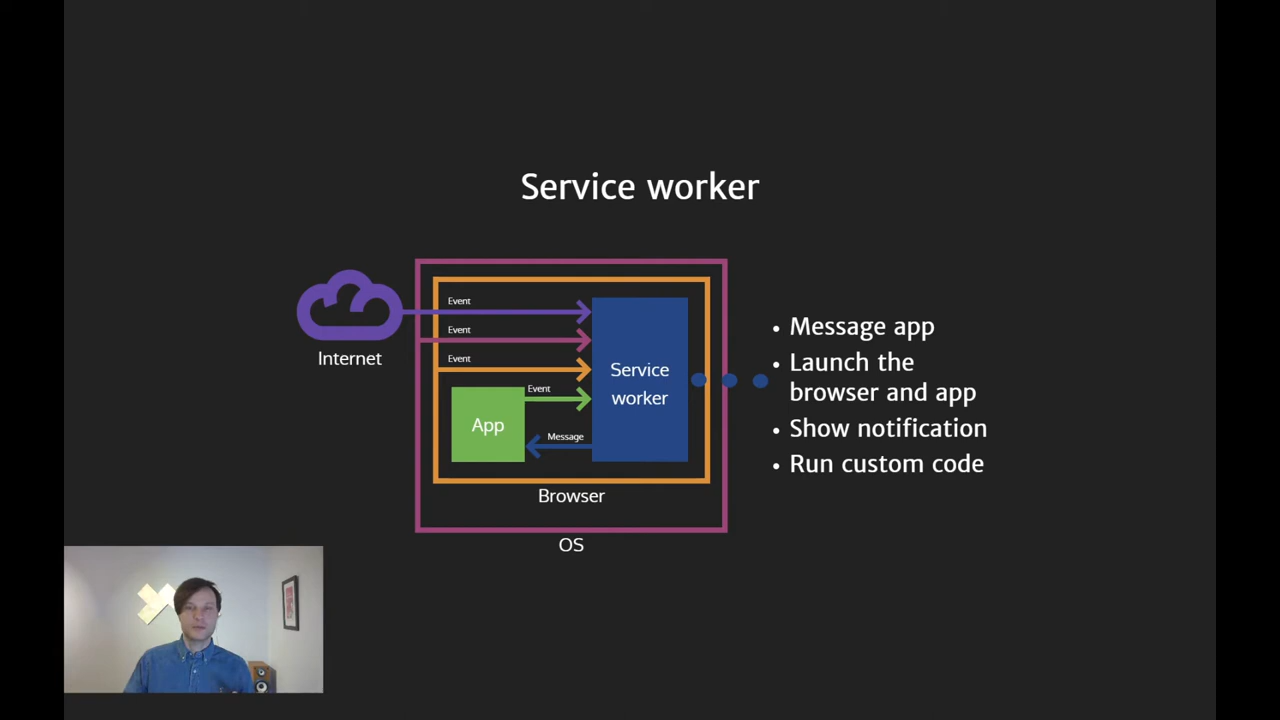 Service worker
Internet
Event
Event
Event
Event
App
Message
Service
worker
Browser
OS
• Message app
• Launch the
browser and app
• Show notification
• Run custom code